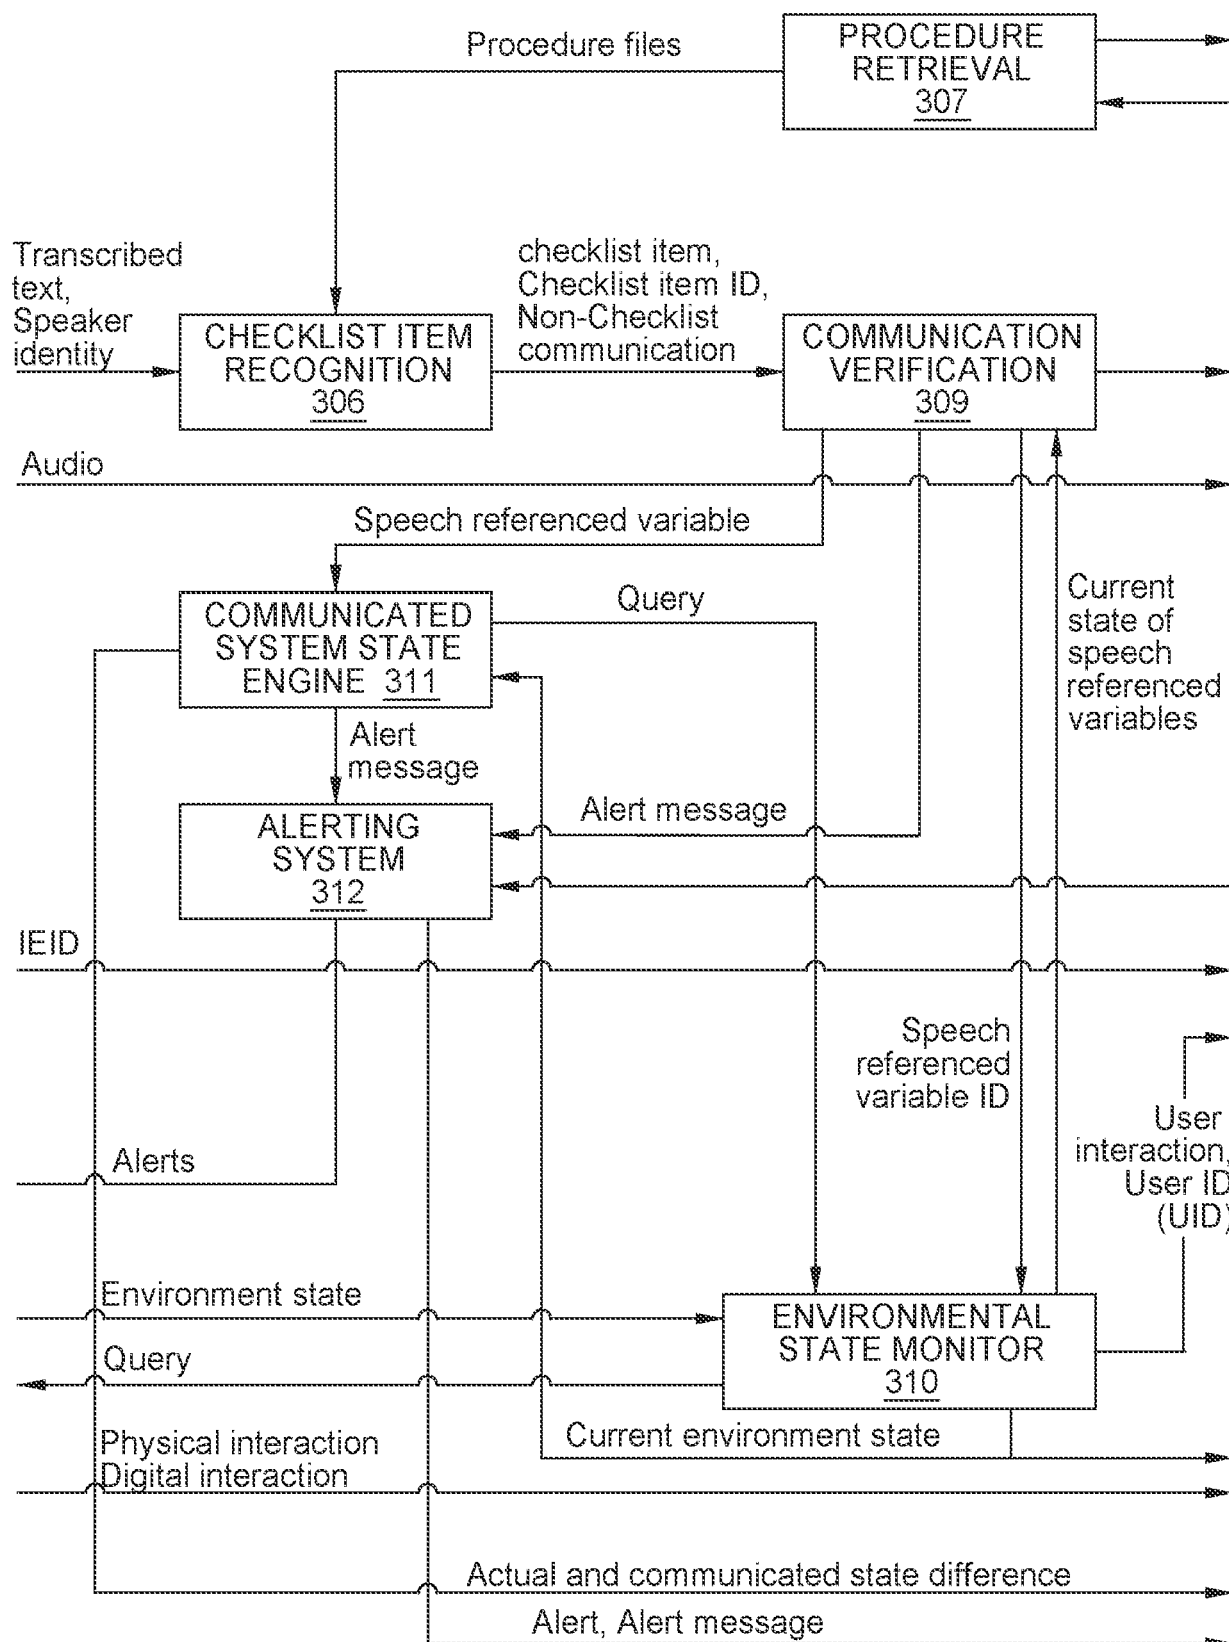 Procedure files
PROCEDURE
RETRIEVAL
307
Transcribed
text,
Speaker
identity
CHECKLIST ITEM
RECOGNITION
306
checklist item,
Checklist item ID,
Non-Checklist
communication
COMMUNICATION
VERIFICATION
309
Audio
Speech referenced variable
COMMUNICATED
SYSTEM STATE
ENGINE 311
Query
Current
state of
speech
referenced
variables
Alert
message
ALERTING
SYSTEM
312
Alert message
IEID
Speech
referenced
variable ID
User
interaction,
User ID
(UID)
Alerts
Environment state
ENVIRONMENTAL
STATE MONITOR
310
Query
Current environment state
Physical interaction
Digital interaction
Actual and communicated state difference
Alert, Alert message